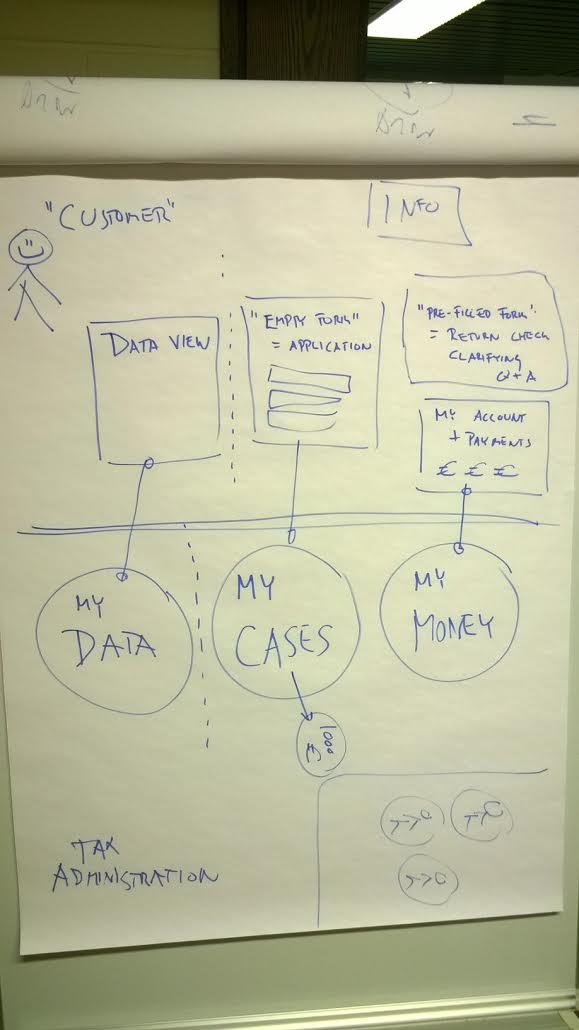 "CUSTOMER"
INFO
DATA VIEW
"EMPTY FORM"
= APPLICATION
"PRE-FILLED FORM"
= RETURN CHECK
CLARIFYING
Q + A
MY ACCOUNT
+ PAYMENTS
€ € €
MY
DATA
MY
CASES
MY
MONEY
1000
€
TAX
ADMINISTRATION